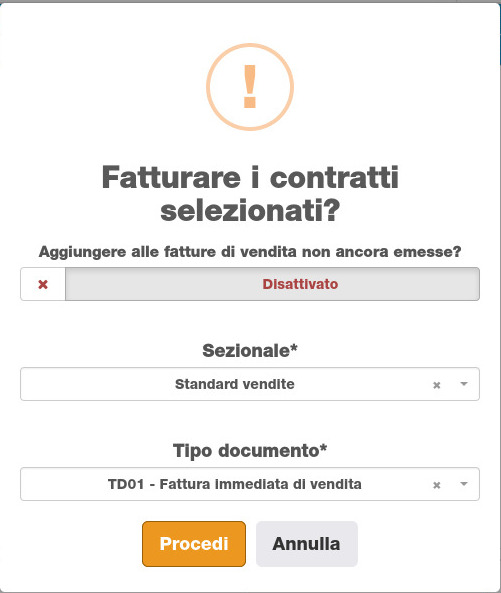 !
Fatturare i contratti
selezionati?
Aggiungere alle fatture di vendita non ancora emesse?
× Disattivato
Sezionale*
Standard vendite ×
Tipo documento*
TD01 - Fattura immediata di vendita ×
Procedi Annulla